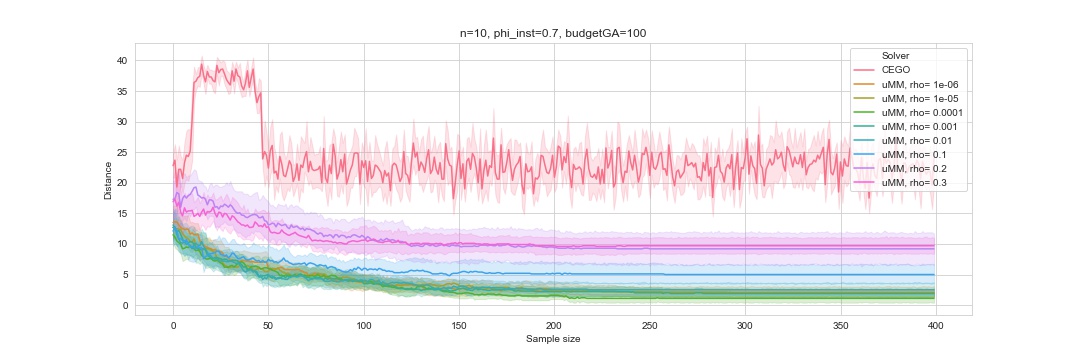 n=10, phi_inst=0.7, budgetGA=100
Distance
40
35
30
25
20
15
10
5
0
Solver
CEGO
uMM, rho= 1e-06
uMM, rho= 1e-05
uMM, rho= 0.0001
uMM, rho= 0.001
uMM, rho= 0.01
uMM, rho= 0.1
uMM, rho= 0.2
uMM, rho= 0.3
0 50 100 150 200 250 300 350 400
Sample size